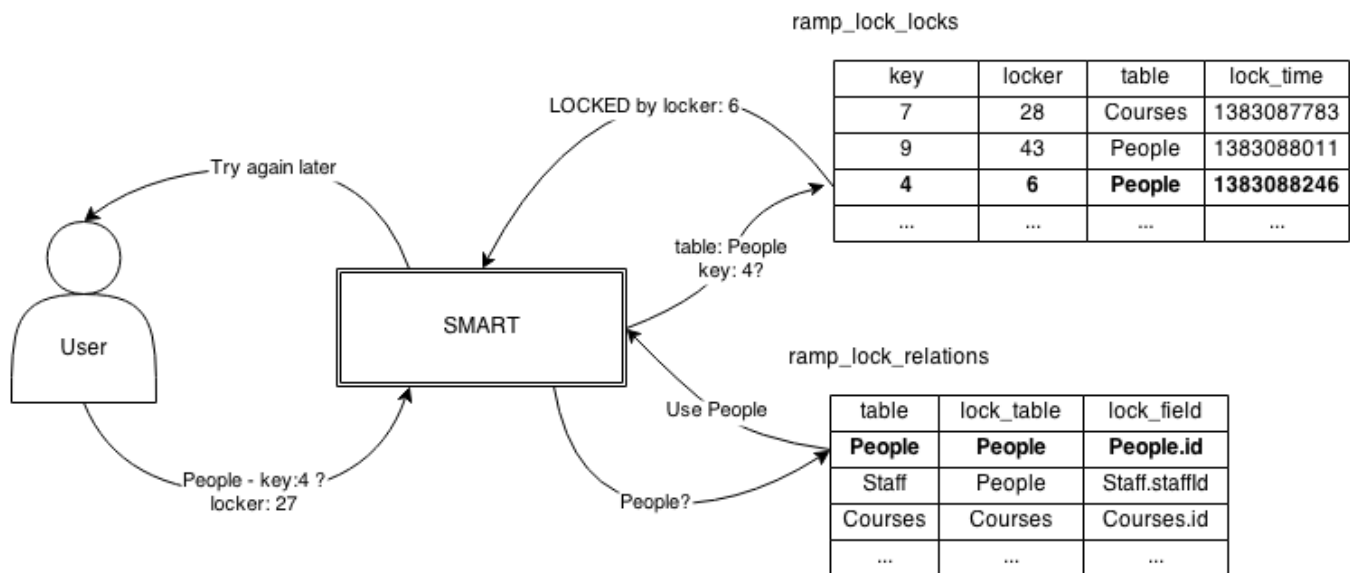 ramp_lock_locks
key locker table lock_time
7 28 Courses 1383087783
9 43 People 1383088011
4 6 People 1383088246
... ... ... ...
LOCKED by locker: 6
Try again later
table: People
key: 4?
SMART
User
ramp_lock_relations
Use People
table lock_table lock_field
People People People.id
Staff People Staff.staffId
Courses Courses Courses.id
... ... ...
People - key:4 ?
locker: 27
People?